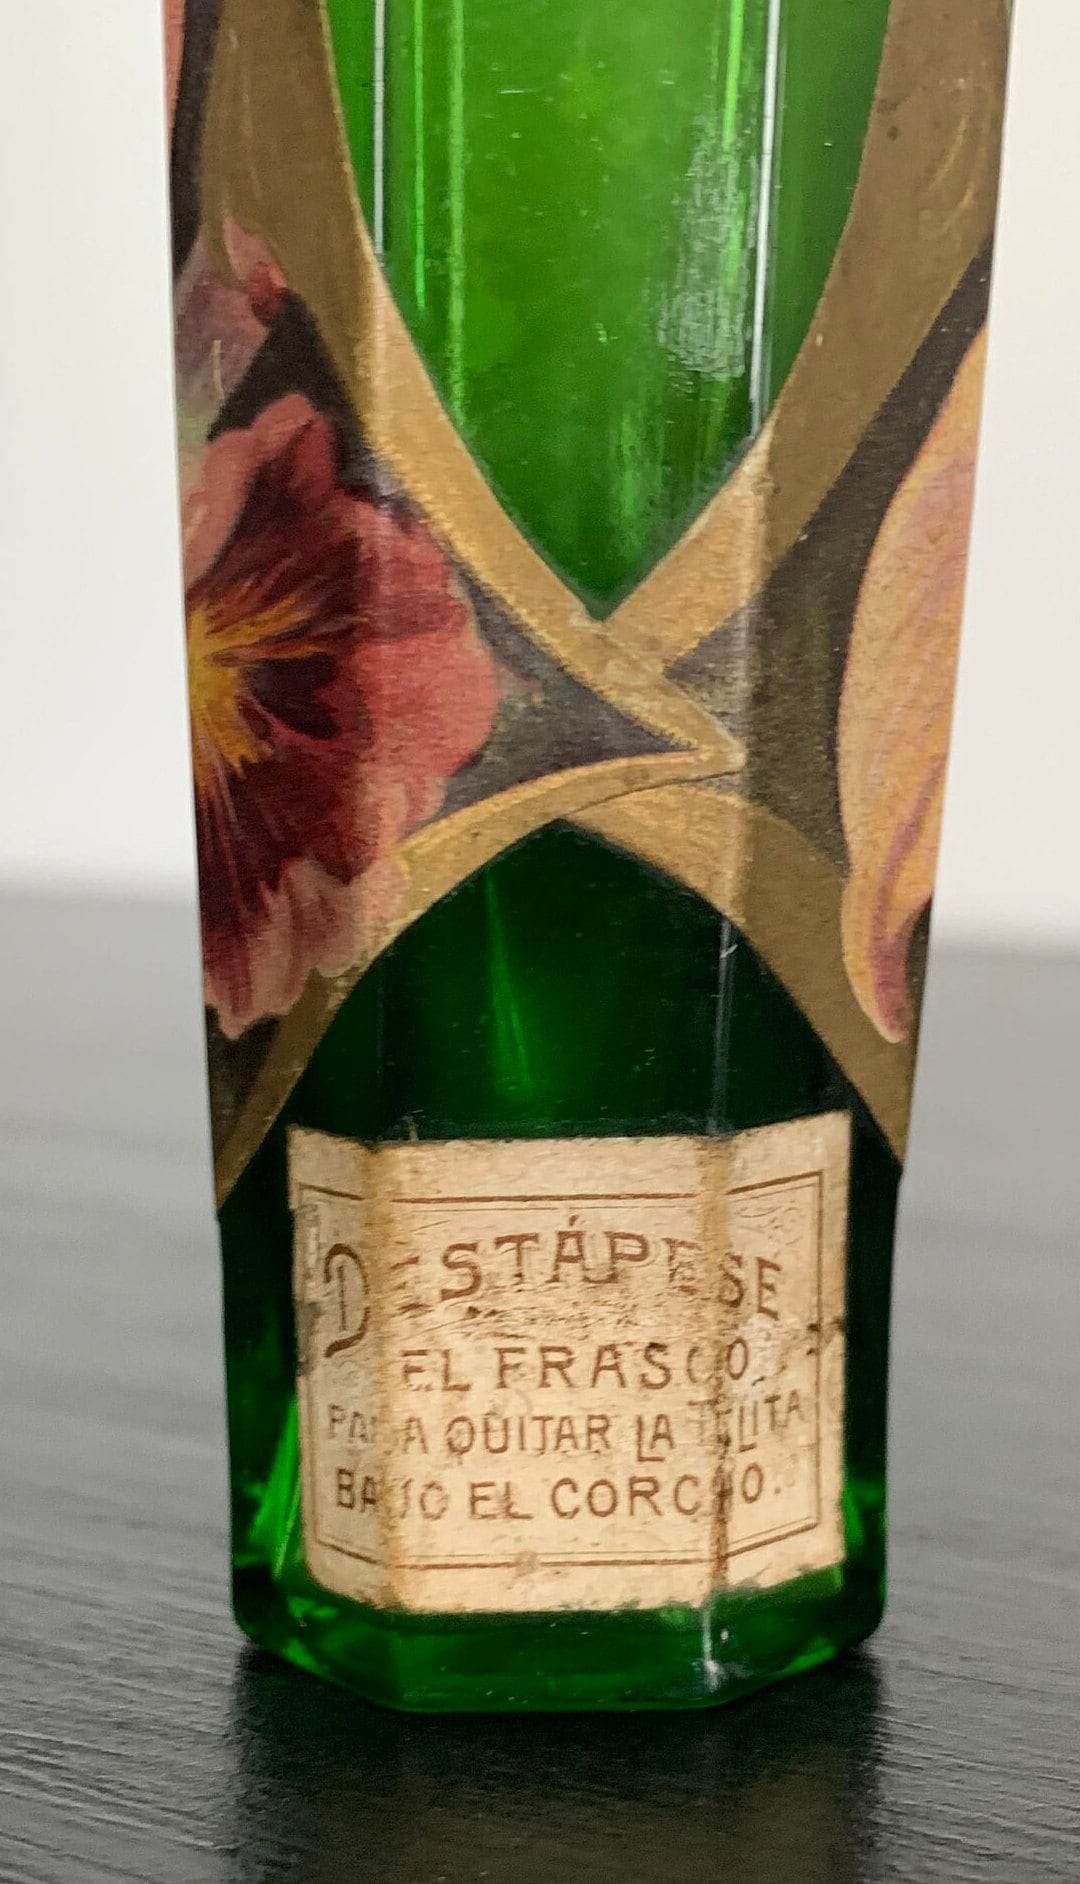 DESTÁPESE
EL FRASCO
PARA QUITAR LA TELITA
BAJO EL CORCHO.